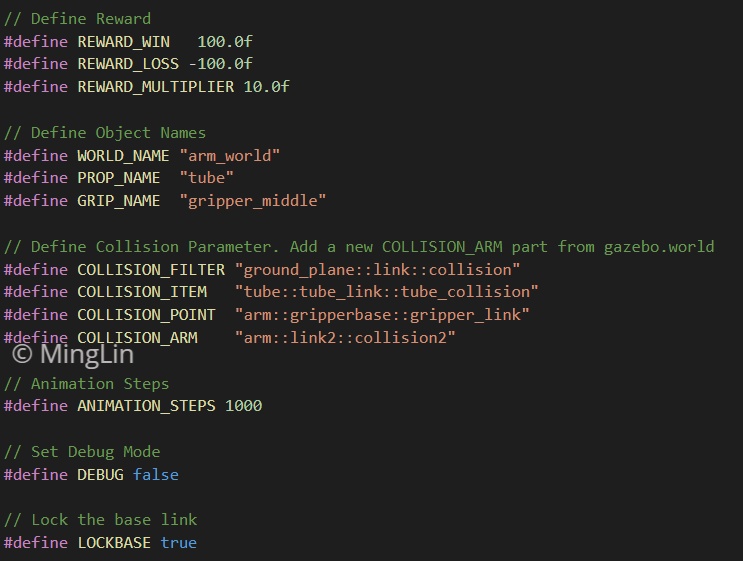 // Define Reward
#define REWARD_WIN   100.0f
#define REWARD_LOSS -100.0f
#define REWARD_MULTIPLIER 10.0f
// Define Object Names
#define WORLD_NAME "arm_world"
#define PROP_NAME  "tube"
#define GRIP_NAME  "gripper_middle"
// Define Collision Parameter. Add a new COLLISION_ARM part from gazebo.world
#define COLLISION_FILTER "ground_plane::link::collision"
#define COLLISION_ITEM   "tube::tube_link::tube_collision"
#define COLLISION_POINT  "arm::gripperbase::gripper_link"
#define COLLISION_ARM    "arm::link2::collision2"
© MingLin
// Animation Steps
#define ANIMATION_STEPS 1000
// Set Debug Mode
#define DEBUG false
// Lock the base link
#define LOCKBASE true